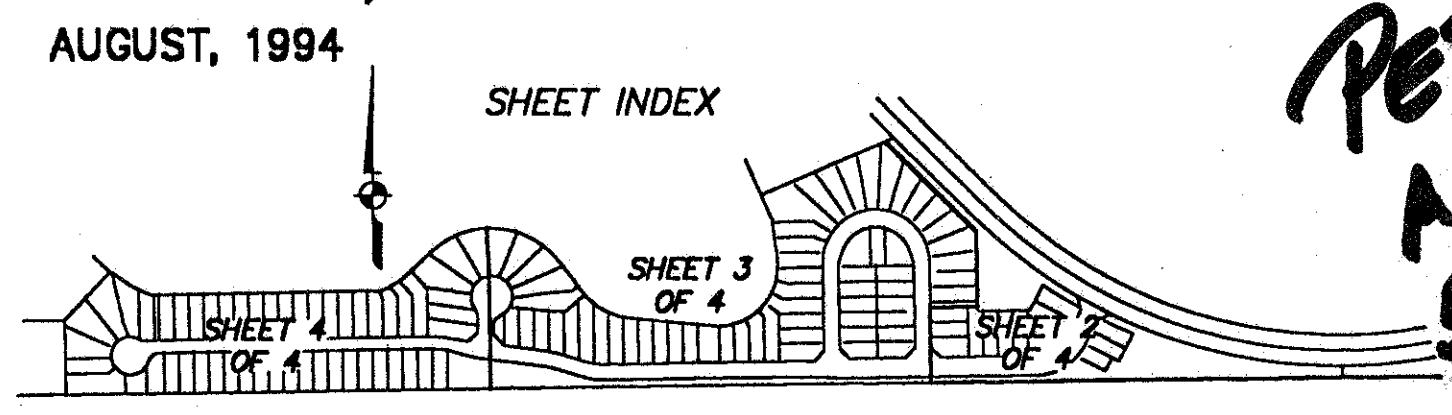 AUGUST, 1994
SHEET INDEX
SHEET 3
OF 4
SHEET 4
OF 4
SHEET 2
OF 4